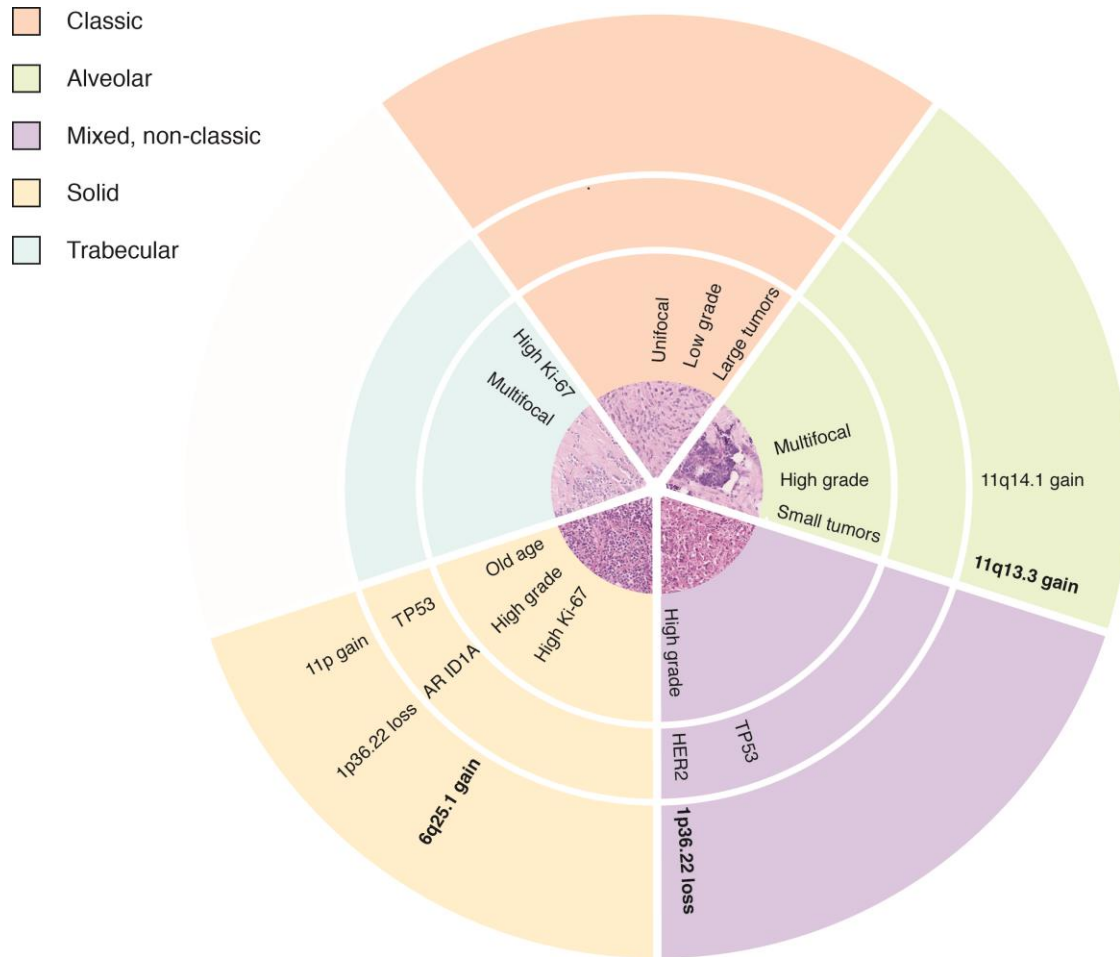 Classic
Alveolar
Mixed, non-classic
Solid
Trabecular
Unifocal
Low grade
Large tumors
High Ki-67
Multifocal
Multifocal
High grade
Small tumors
11q14.1 gain
11q13.3 gain
Old age
High grade
High Ki-67
TP53
AR ID1A
11p gain
1p36.22 loss
6q25.1 gain
High grade
HER2
TP53
1p36.22 loss